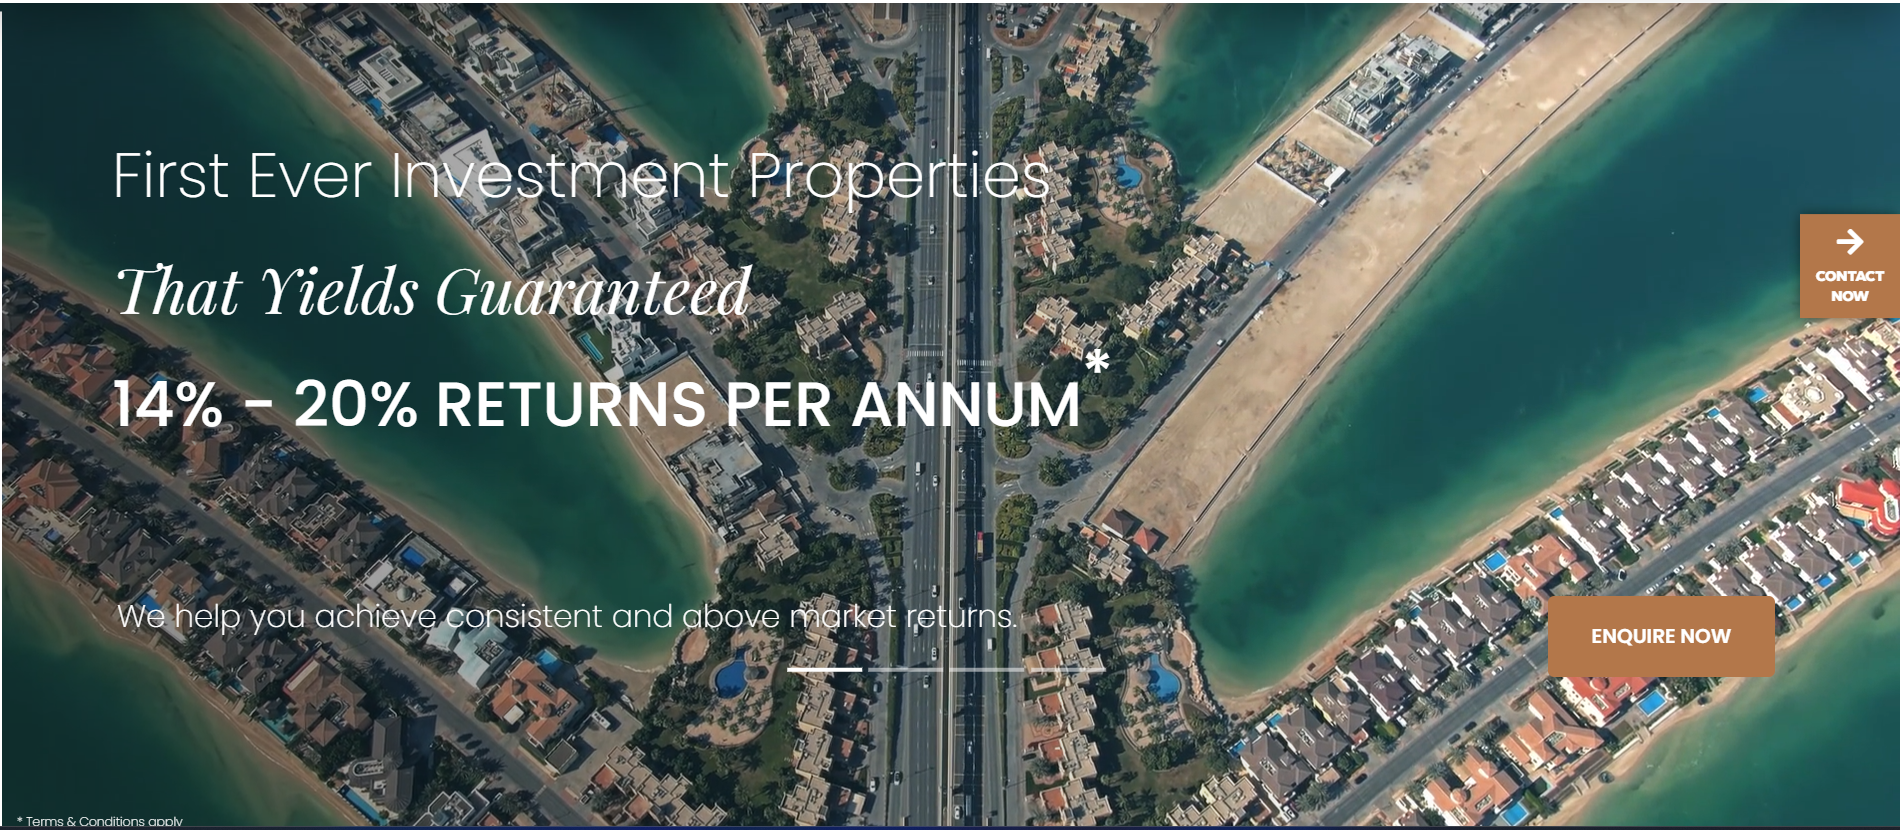 First Ever Investment Properties
That Yields Guaranteed
14% - 20% RETURNS PER ANNUM*
CONTACT
NOW
We help you achieve consistent and above market returns.
ENQUIRE NOW
* Terms & Conditions apply